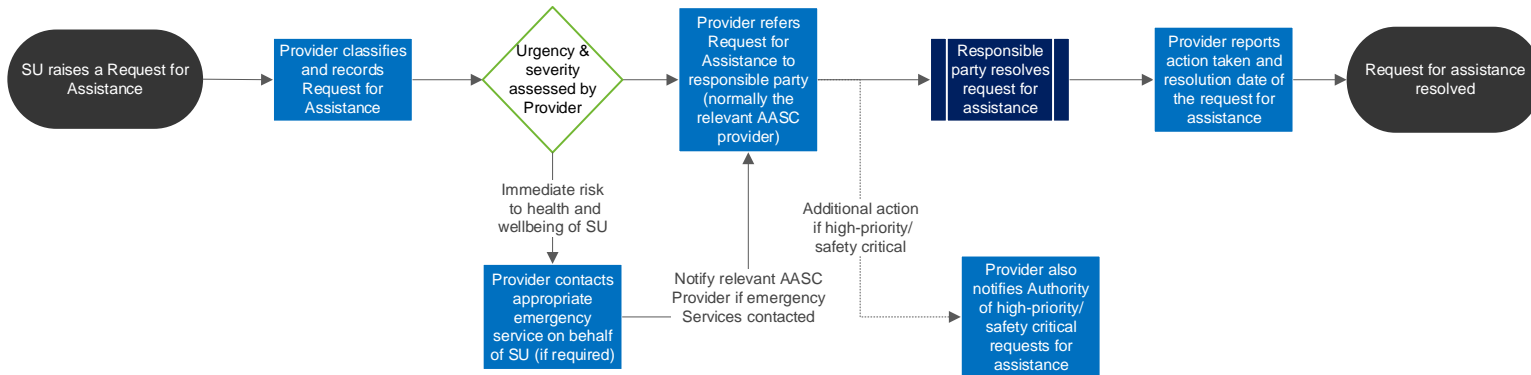 SU raises a Request for
Assistance
Provider classifies
and records
Request for
Assistance
Urgency &
severity
assessed by
Provider
Provider refers
Request for
Assistance to
responsible party
(normally the
relevant AASC
provider)
Responsible
party resolves
request for
assistance
Provider reports
action taken and
resolution date of
the request for
assistance
Request for assistance
resolved
Immediate risk
to health and
wellbeing of SU
Additional action
if high-priority/
safety critical
Provider contacts
appropriate
emergency
service on behalf
of SU (if required)
Notify relevant AASC
Provider if emergency
Services contacted
Provider also
notifies Authority
of high-priority/
safety critical
requests for
assistance